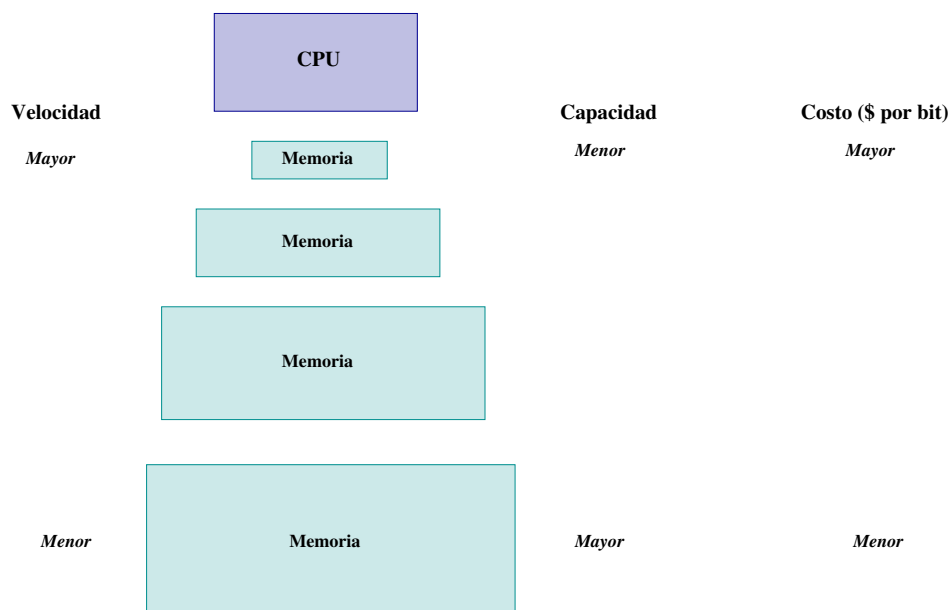 CPU
Velocidad
Capacidad
Costo ($ por bit)
Mayor
Memoria
Menor
Mayor
Memoria
Memoria
Menor
Memoria
Mayor
Menor